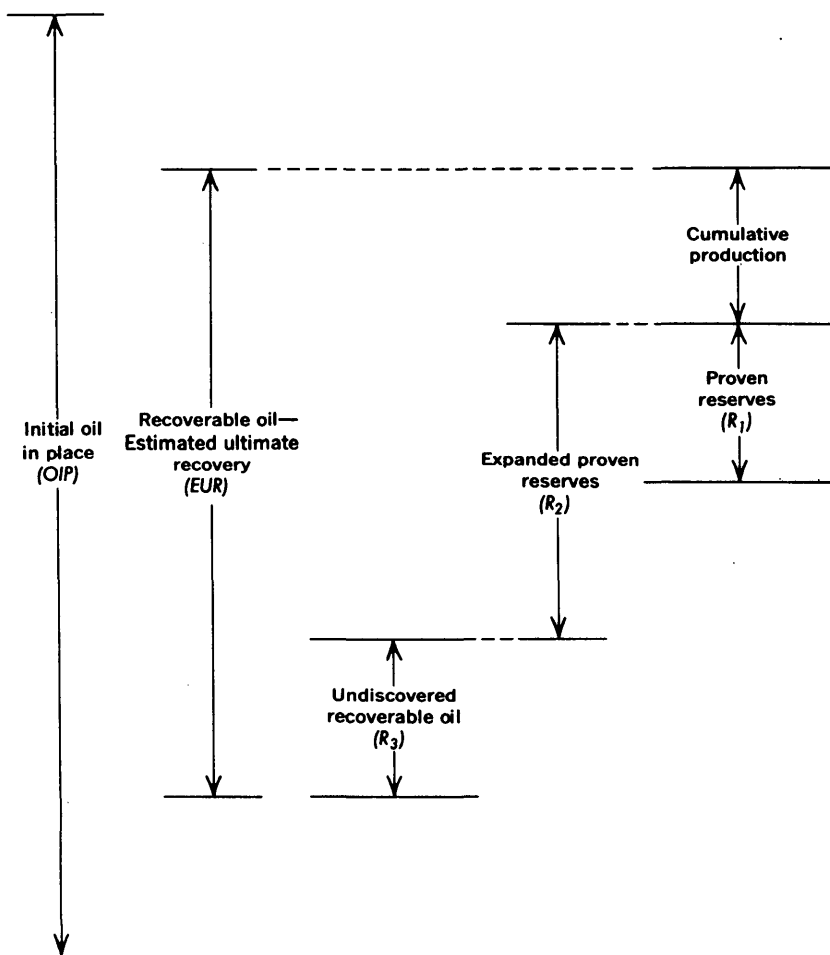 Cumulative
production
Proven
reserves
(R1)
Initial oil
in place
(OIP)
Recoverable oil—
Estimated ultimate
recovery
(EUR)
Expanded proven
reserves
(R2)
Undiscovered
recoverable oil
(R3)